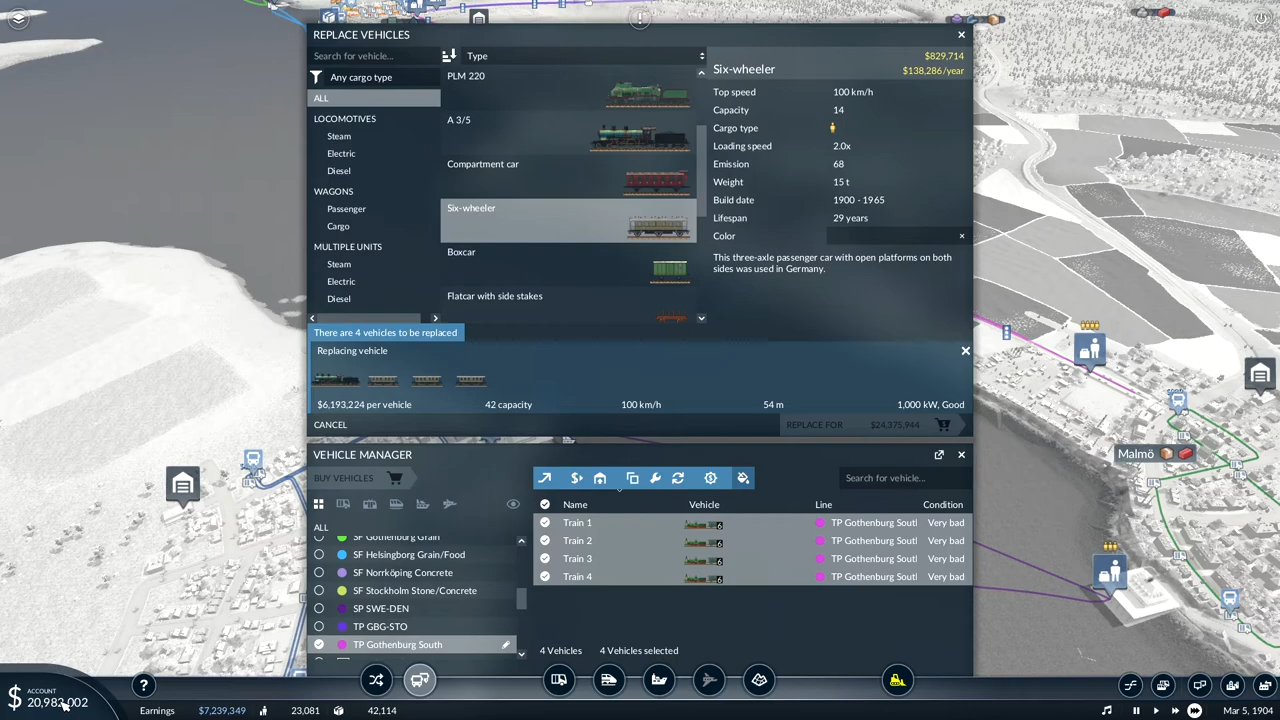 REPLACE VEHICLES
Search for vehicle...
Type
$829,714
Six-wheeler
$138,286/year
Any cargo type
PLM 220
ALL
Top speed 100 km/h
LOCOMOTIVES
A 3/5
Capacity 14
Steam
Cargo type
Electric
Loading speed 2.0x
Diesel
Compartment car
Emission 68
WAGONS
Weight 15 t
Passenger
Six-wheeler
Build date 1900 - 1965
Cargo
Lifespan 29 years
MULTIPLE UNITS
Color
Steam
Boxcar
This three-axle passenger car with open platforms on both
sides was used in Germany.
Electric
Diesel
Flatcar with side stakes
There are 4 vehicles to be replaced
Replacing vehicle
$6,193,224 per vehicle 42 capacity 100 km/h 54 m 1,000 kW, Good
CANCEL
REPLACE FOR $24,375,944
VEHICLE MANAGER
BUY VEHICLES
Search for vehicle...
Name Vehicle Line Condition
ALL
Train 1 6 TP Gothenburg Soutl Very bad
SF Gothenburg Grain
Train 2 6 TP Gothenburg Soutl Very bad
SF Helsingborg Grain/Food
Train 3 6 TP Gothenburg Soutl Very bad
SF Norrköping Concrete
Train 4 6 TP Gothenburg Soutl Very bad
SF Stockholm Stone/Concrete
SP SWE-DEN
TP GBG-STO
TP Gothenburg South
4 Vehicles 4 Vehicles selected
Malmö
ACCOUNT
$ 20,982,002
?
Earnings $7,239,349 23,081 42,114
Mar 5, 1904